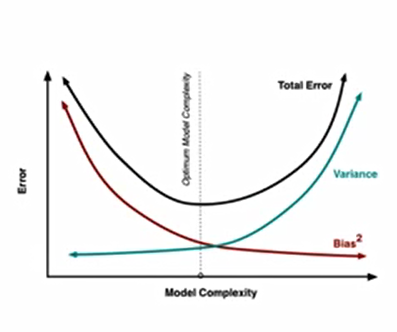 Total Error
Optimum Model Complexity
Error
Variance
Bias²
Model Complexity